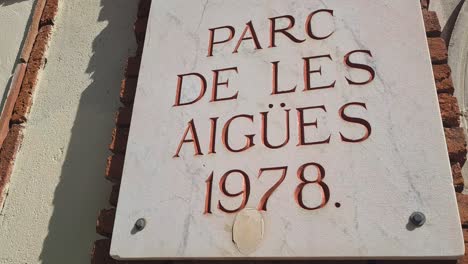 PARC
DE LES
AIGÜES
1978.